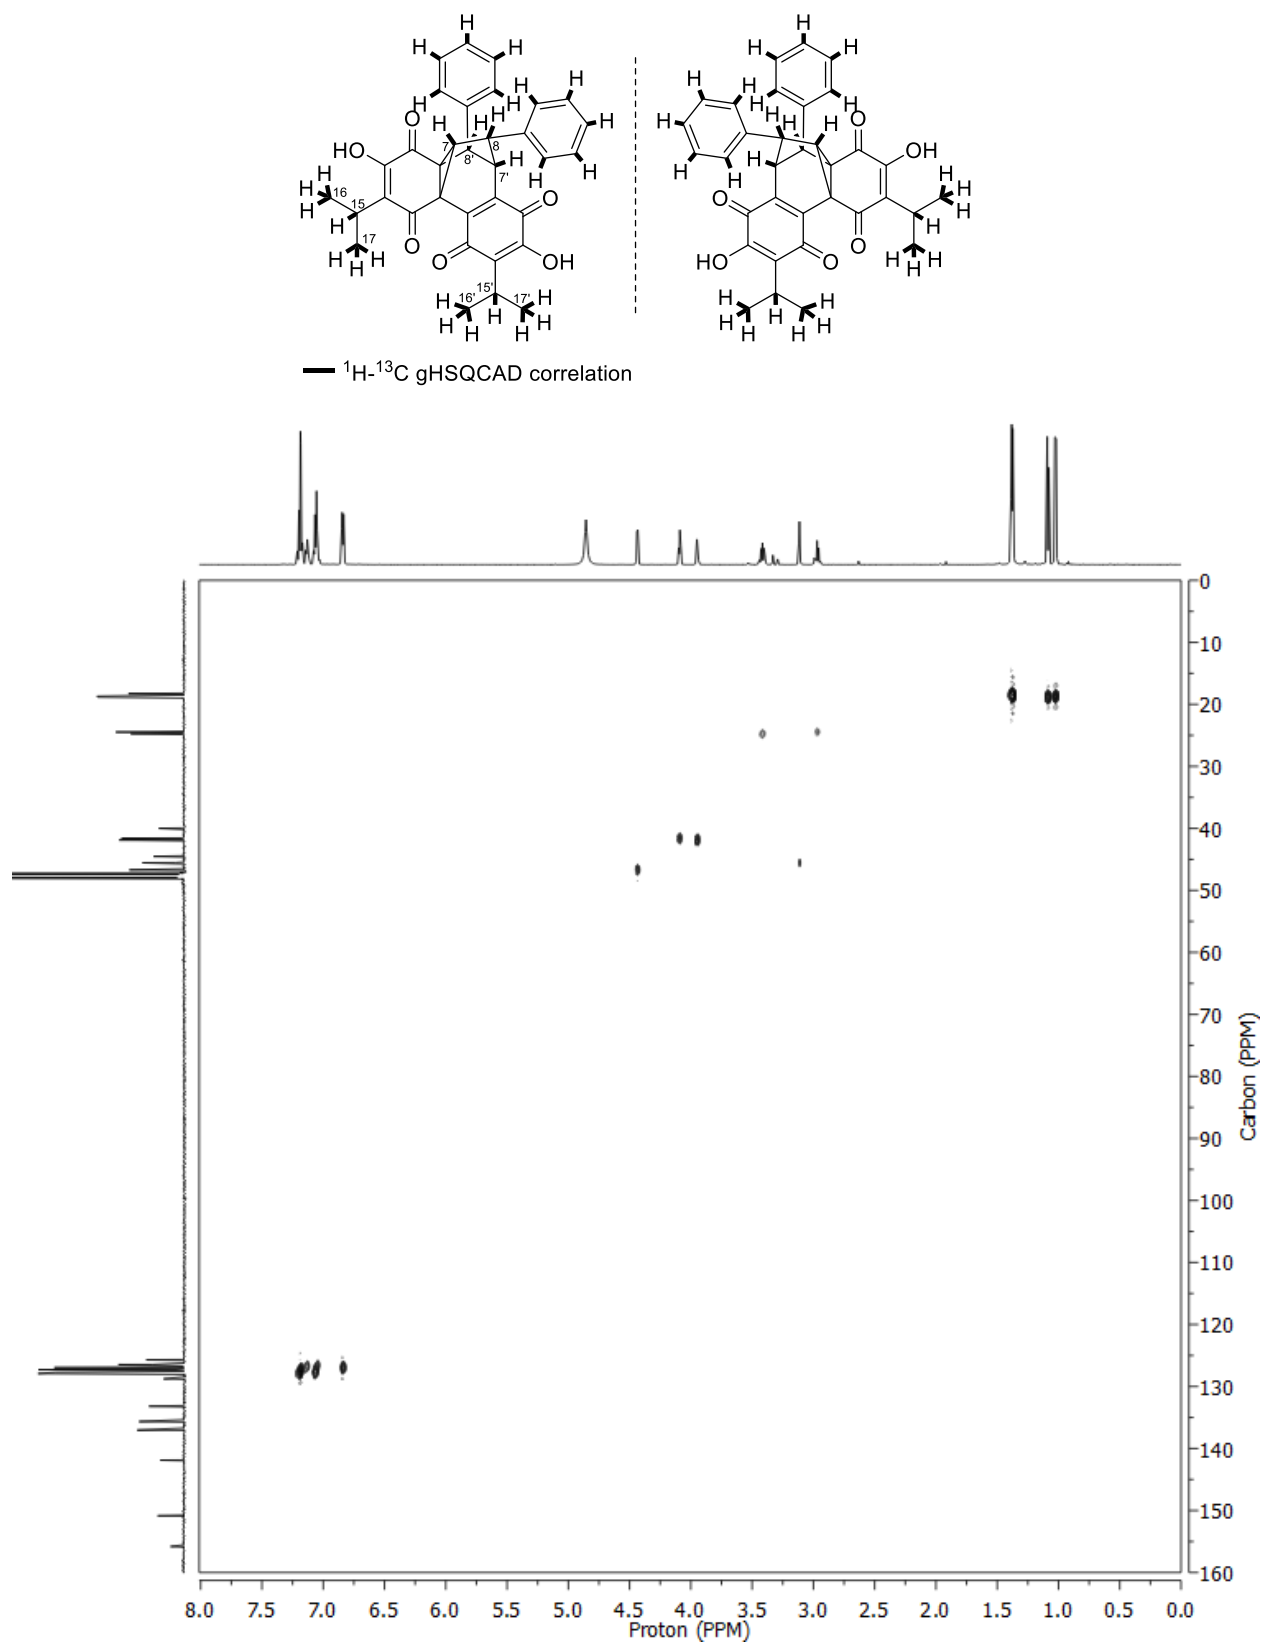 H
H H
H H H H
H H H H
H 7 8 H
8' H 7' H H
HO O O
H H 16
15 H O O
17 H H H
O OH
H 16' 15' 17' H
H H H H
H H
H
H H
H H H H
H H H H
H H H
O OH
O H H
O H H
HO O H H H
H H
H H H H
H H
¹H-¹³C gHSQCAD correlation
0
10
20
30
40
50
60
70
80
90
100
110
120
130
140
150
160
Carbon (PPM)
8.0 7.5 7.0 6.5 6.0 5.5 5.0 4.5 4.0 3.5 3.0 2.5 2.0 1.5 1.0 0.5 0.0
Proton (PPM)